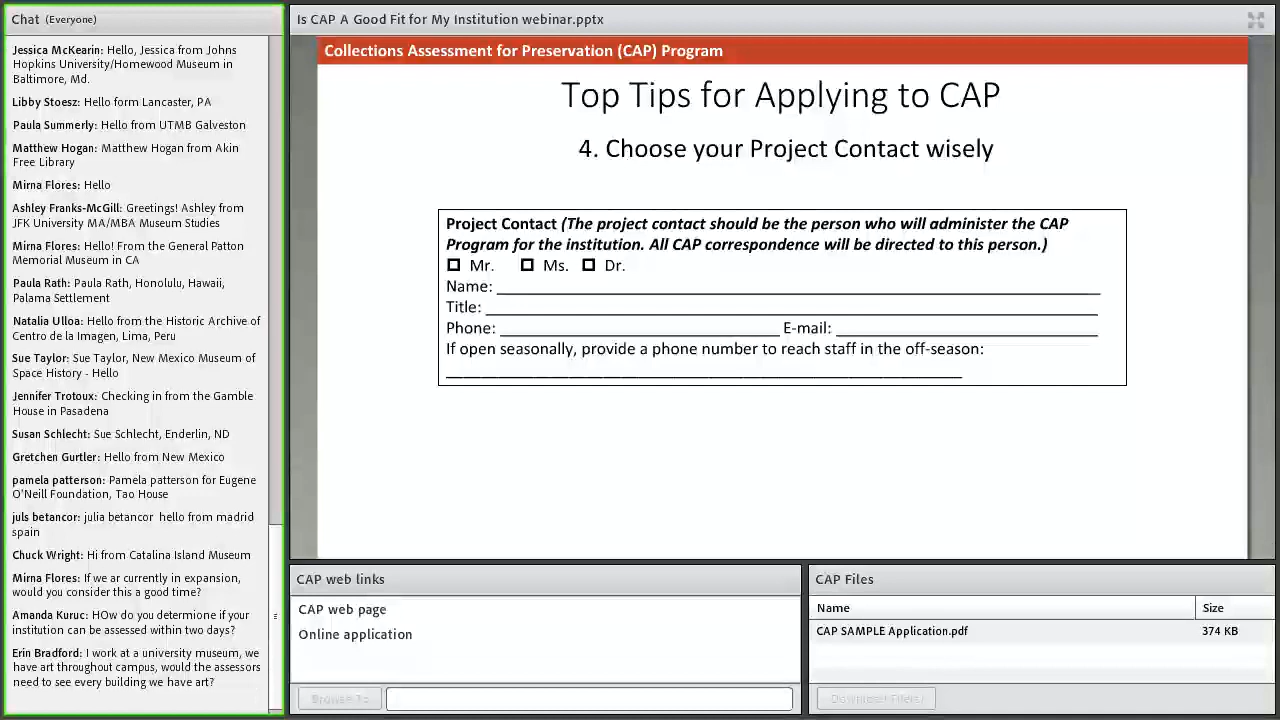 Chat (Everyone)
Jessica McKearin: Hello, Jessica from Johns
Hopkins University/Homewood Museum in
Baltimore, Md.
Libby Stoesz: Hello form Lancaster, PA
Paula Summerly: Hello from UTMB Galveston
Matthew Hogan: Matthew Hogan from Akin
Free Library
Mirna Flores: Hello
Ashley Franks-McGill: Greetings! Ashley from
JFK University MA/MBA Museum Studies
Mirna Flores: Hello! From the General Patton
Memorial Museum in CA
Paula Rath: Paula Rath, Honolulu, Hawaii,
Palama Settlement
Natalia Ulloa: Hello from the Historic Archive of
Centro de la Imagen, Lima, Peru
Sue Taylor: Sue Taylor, New Mexico Museum of
Space History - Hello
Jennifer Trotoux: Checking in from the Gamble
House in Pasadena
Susan Schlecht: Sue Schlecht, Enderlin, ND
Gretchen Gurtler: Hello from New Mexico
pamela patterson: Pamela patterson for Eugene
O'Neill Foundation, Tao House
juls betancor: julia betancor hello from madrid
spain
Chuck Wright: Hi from Catalina Island Museum
Mirna Flores: If we ar currently in expansion,
would you consider this a good time?
Amanda Kuruc: HOw do you determine if your
institution can be assessed within two days?
Erin Bradford: I work at a university museum, we
have art throughout campus, would the assessors
need to see every building we have art?
Is CAP A Good Fit for My Institution webinar.pptx
Collections Assessment for Preservation (CAP) Program
Top Tips for Applying to CAP
4. Choose your Project Contact wisely
Project Contact (The project contact should be the person who will administer the CAP
Program for the institution. All CAP correspondence will be directed to this person.)
Mr. Ms. Dr.
Name:
Title:
Phone: E-mail:
If open seasonally, provide a phone number to reach staff in the off-season:
CAP web links
CAP web page
Online application
Browse To
CAP Files
Name Size
CAP SAMPLE Application.pdf 374 KB
Download File(s)